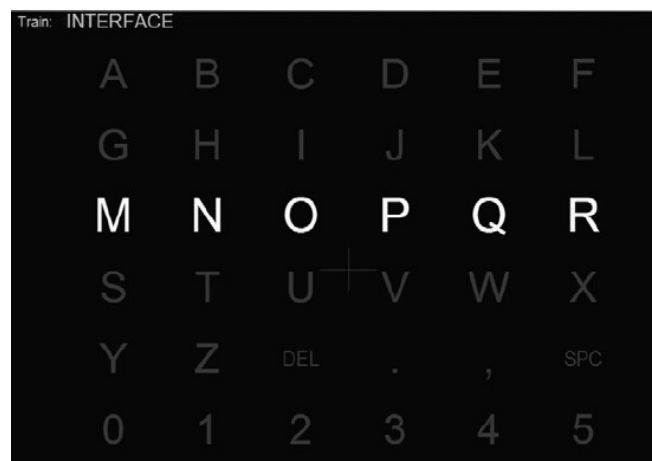 Train: INTERFACE
A B C D E F
G H I J K L
M N O P Q R
S T U V W X
Y Z DEL . , SPC
0 1 2 3 4 5